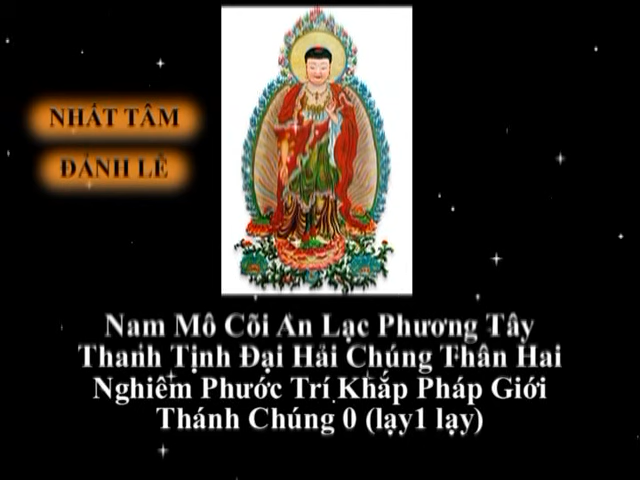 NHẤT TÂM
ĐẢNH LỄ
Nam Mô Cõi An Lạc Phương Tây
Thanh Tịnh Đại Hải Chúng Thân Hai
Nghiêm Phước Trí Khắp Pháp Giới
Thánh Chúng 0 (lạy1 lạy)